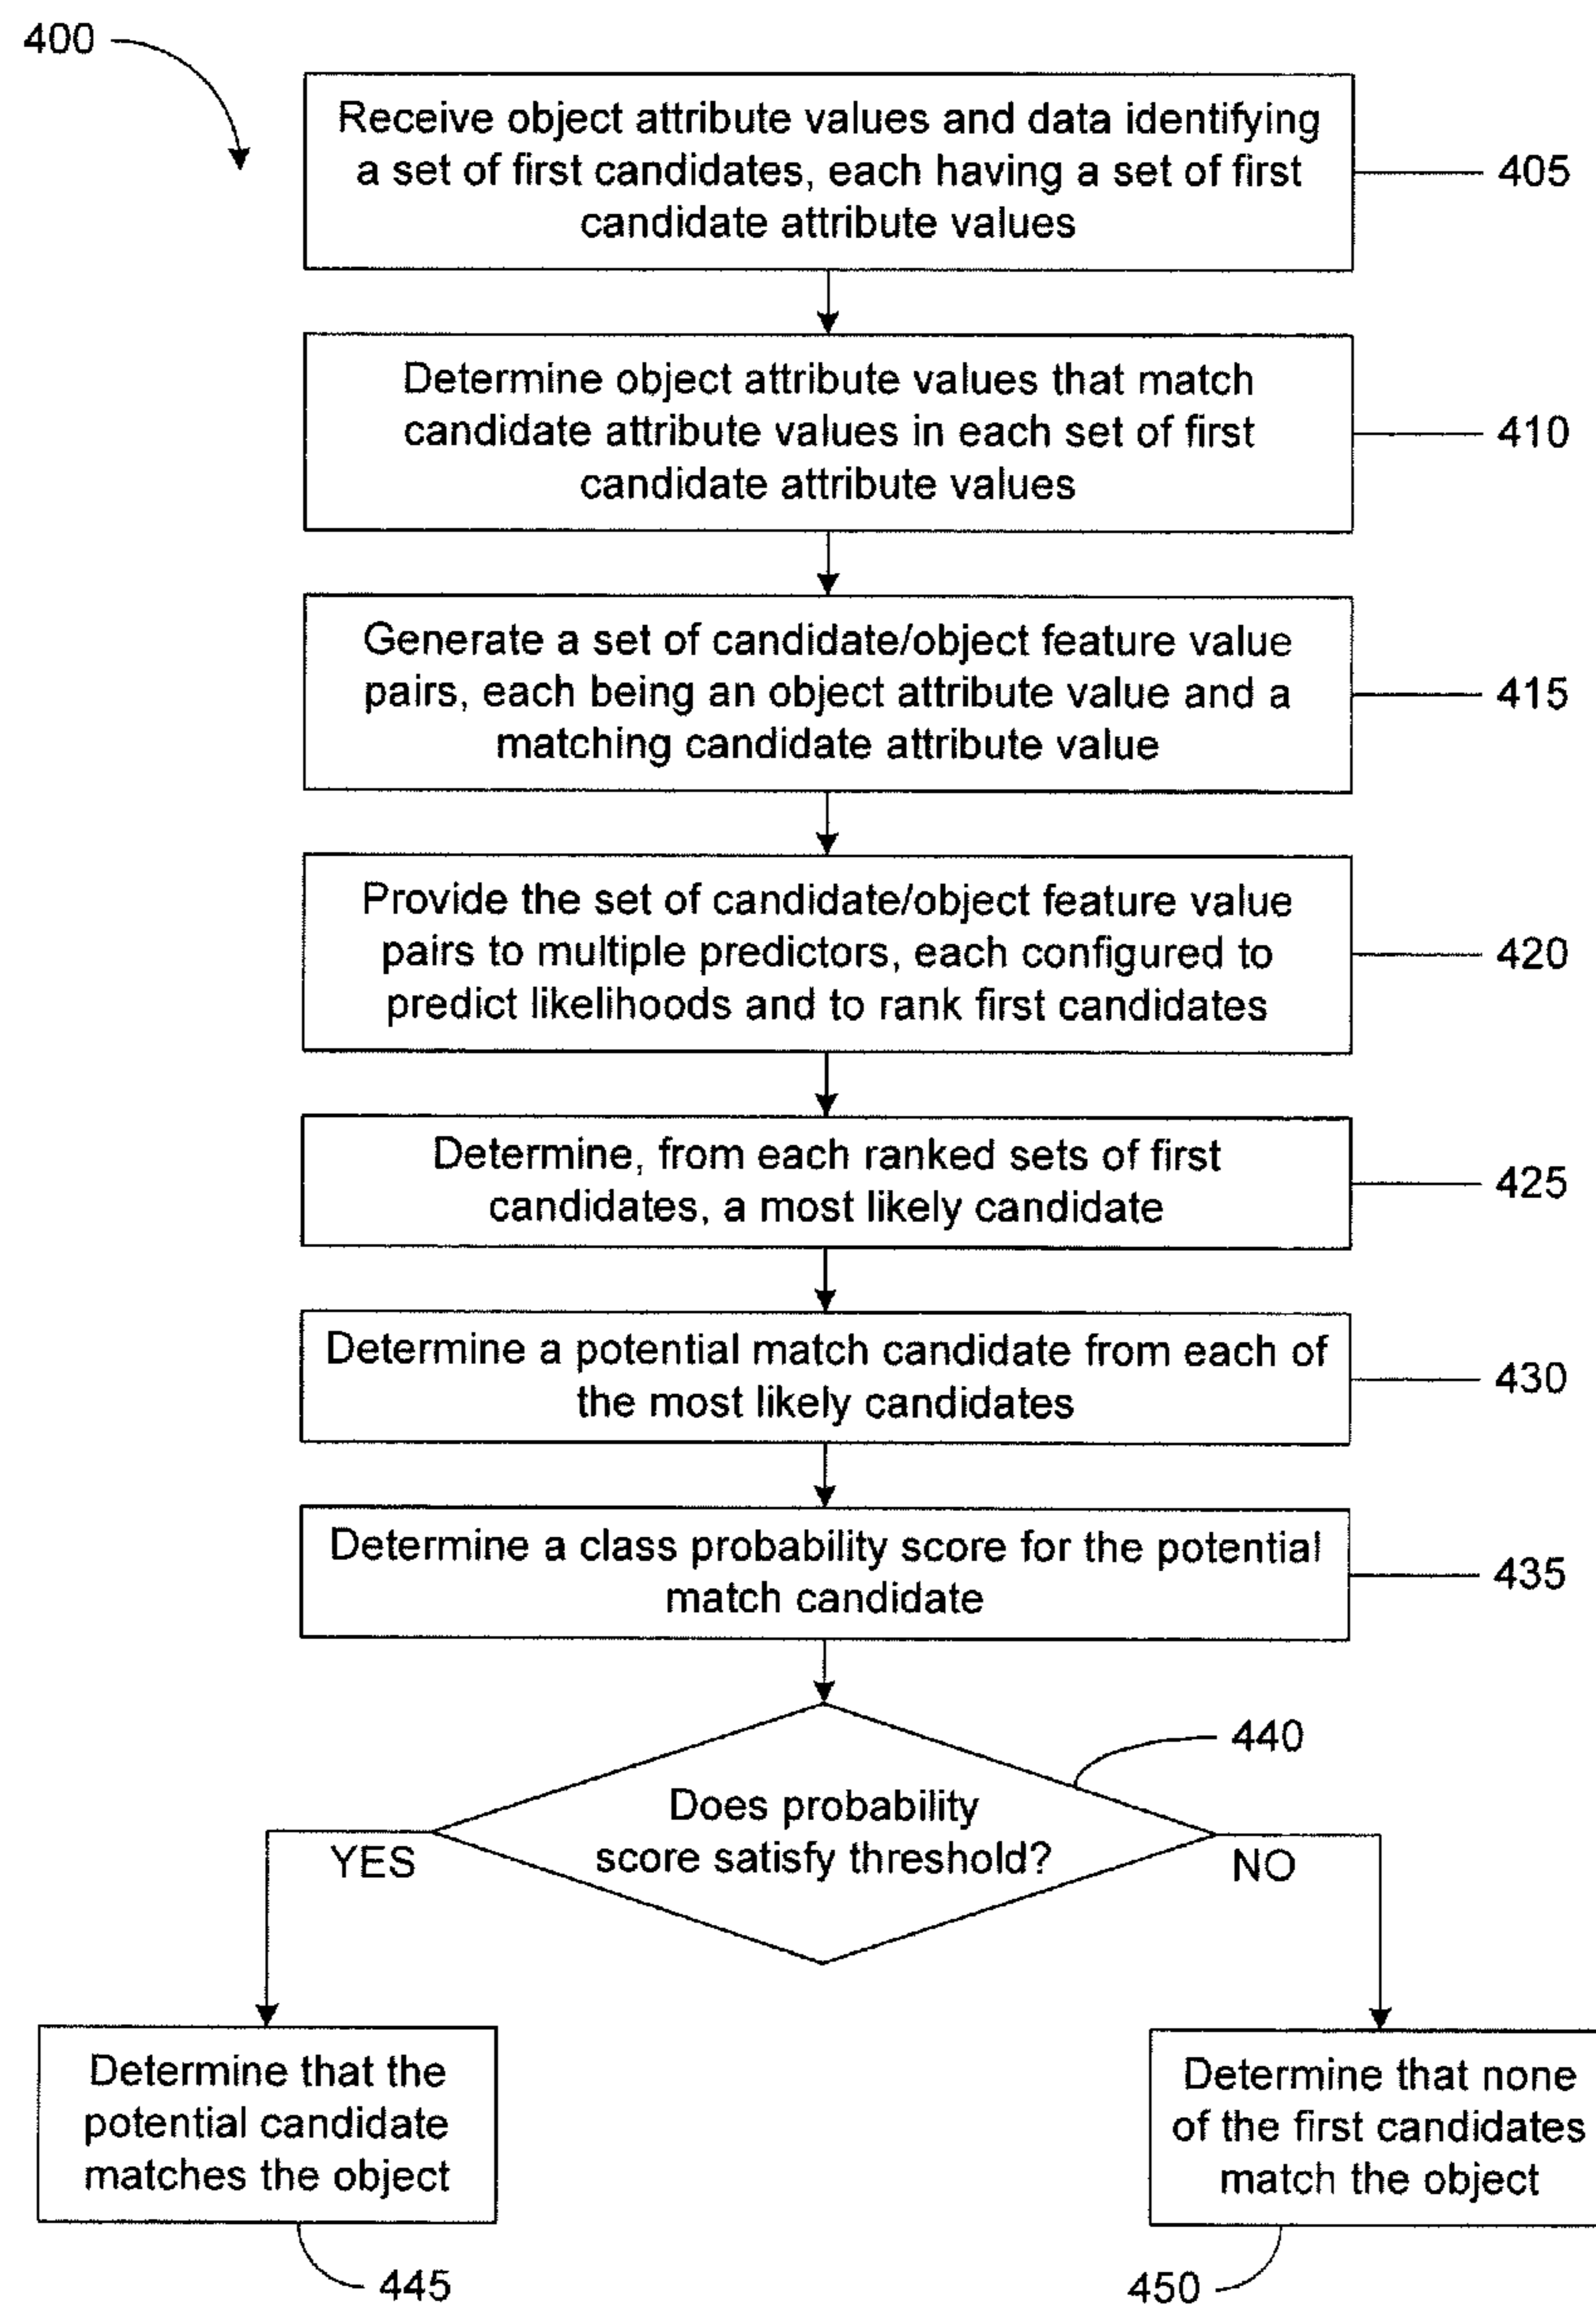 400
Receive object attribute values and data identifying
a set of first candidates, each having a set of first
candidate attribute values
405
Determine object attribute values that match
candidate attribute values in each set of first
candidate attribute values
410
Generate a set of candidate/object feature value
pairs, each being an object attribute value and a
matching candidate attribute value
415
Provide the set of candidate/object feature value
pairs to multiple predictors, each configured to
predict likelihoods and to rank first candidates
420
Determine, from each ranked sets of first
candidates, a most likely candidate
425
Determine a potential match candidate from each of
the most likely candidates
430
Determine a class probability score for the potential
match candidate
435
440
Does probability
score satisfy threshold?
YES
NO
Determine that the
potential candidate
matches the object
445
Determine that none
of the first candidates
match the object
450